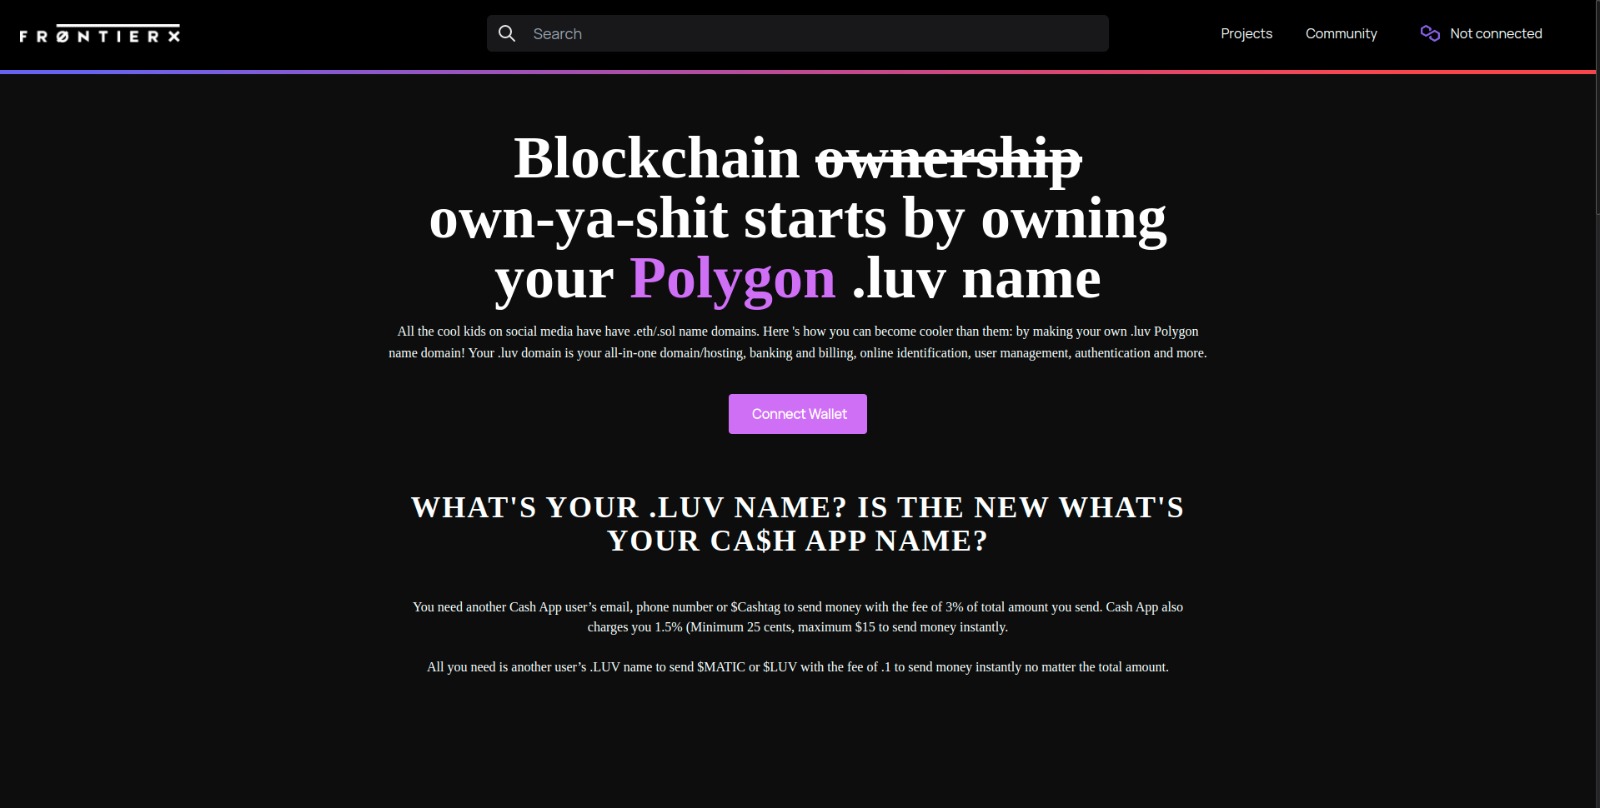 FRØNTIERX
Search
Projects
Community
Not connected
Blockchain ownership
own-ya-shit starts by owning
your Polygon .luv name
All the cool kids on social media have have .eth/.sol name domains. Here 's how you can become cooler than them: by making your own .luv Polygon
name domain! Your .luv domain is your all-in-one domain/hosting, banking and billing, online identification, user management, authentication and more.
Connect Wallet
WHAT'S YOUR .LUV NAME? IS THE NEW WHAT'S
YOUR CA$H APP NAME?
You need another Cash App user’s email, phone number or $Cashtag to send money with the fee of 3% of total amount you send. Cash App also
charges you 1.5% (Minimum 25 cents, maximum $15 to send money instantly.
All you need is another user’s .LUV name to send $MATIC or $LUV with the fee of .1 to send money instantly no matter the total amount.